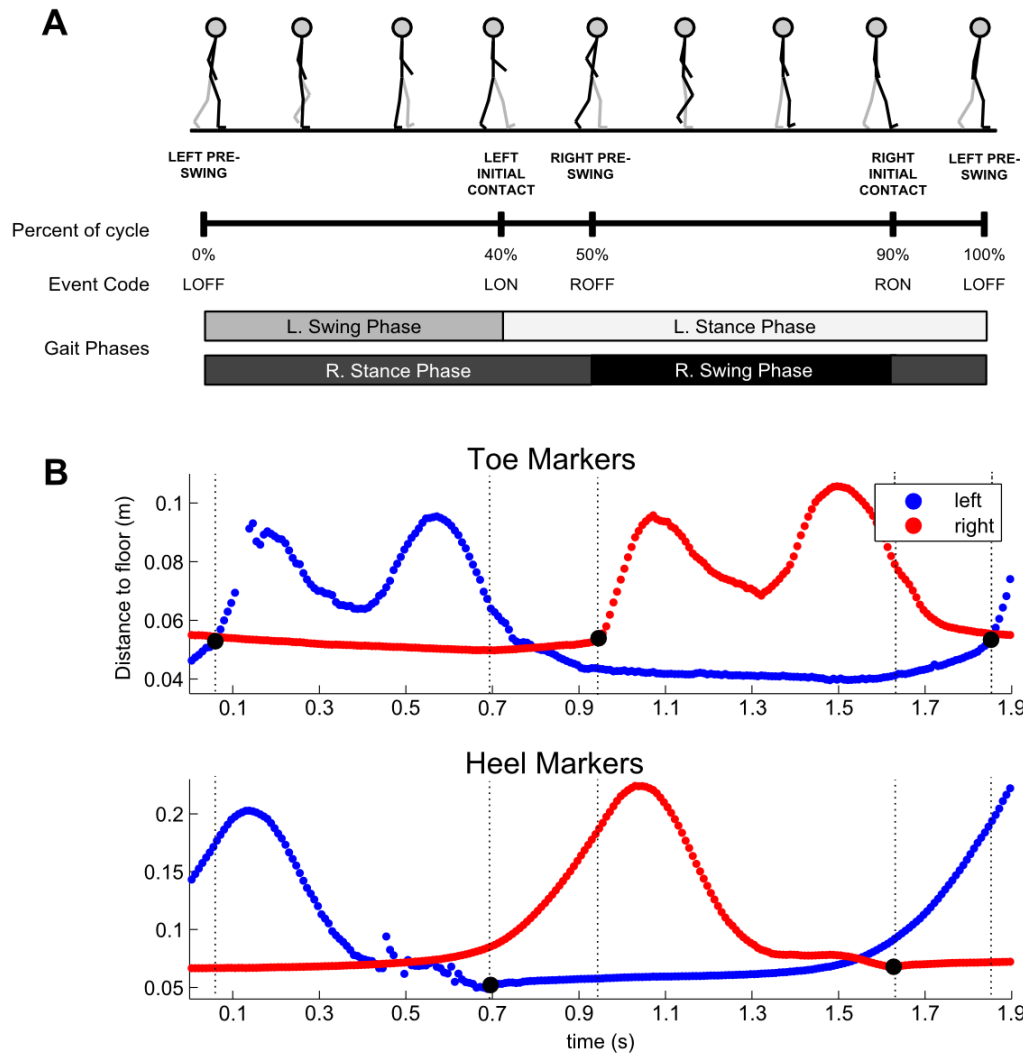 A
LEFT PRE-
SWING
LEFT
INITIAL
CONTACT
RIGHT PRE-
SWING
RIGHT
INITIAL
CONTACT
LEFT PRE-
SWING
Percent of cycle
0% 40% 50% 90% 100%
Event Code
LOFF LON ROFF RON LOFF
Gait Phases
L. Swing Phase L. Stance Phase
R. Stance Phase R. Swing Phase
B
Toe Markers
Distance to floor (m)
0.1
0.08
0.06
0.04
left
right
0.1 0.3 0.5 0.7 0.9 1.1 1.3 1.5 1.7 1.9
Heel Markers
0.2
0.15
0.1
0.05
0.1 0.3 0.5 0.7 0.9 1.1 1.3 1.5 1.7 1.9
time (s)